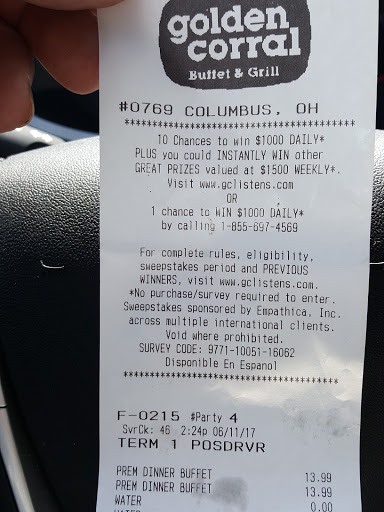 golden
corral
Buffet & Grill
#0769 COLUMBUS, OH
****************************************
10 Chances to win $1000 DAILY*
PLUS you could INSTANTLY WIN other
GREAT PRIZES valued at $1500 WEEKLY*.
Visit www.gclistens.com
OR
1 chance to WIN $1000 DAILY*
by calling 1-855-697-4569
For complete rules, eligibility,
sweepstakes period and PREVIOUS
WINNERS, visit www.gclistens.com.
*No purchase/survey required to enter.
Sweepstakes sponsored by Empathica, Inc.
across multiple international clients.
Void where prohibited.
SURVEY CODE: 9771-10051-16062
Disponible En Espanol
****************************************
F-0215 #Party 4
SvrCk: 46 2:24p 06/11/17
TERM 1 POSDRVR
PREM DINNER BUFFET 13.99
PREM DINNER BUFFET 13.99
WATER 0.00